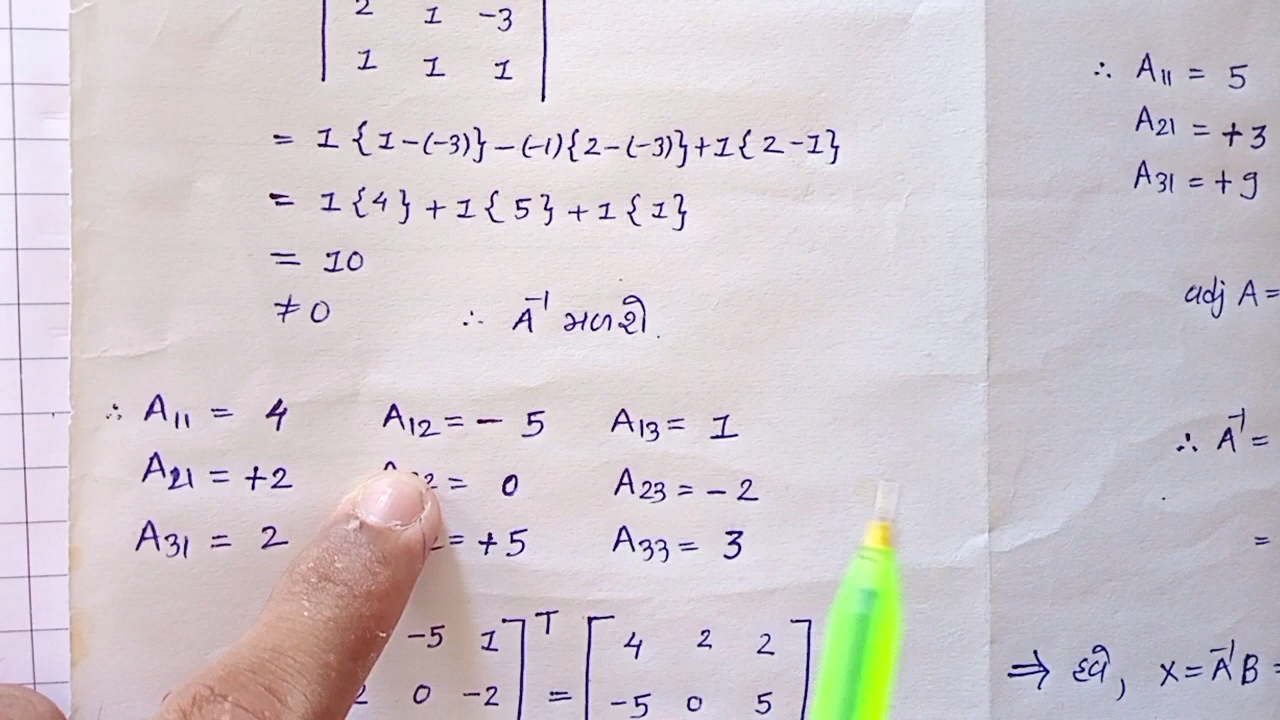 2 1 -3
1 1 1
= 1 {1-(-3)} - (-1){2-(-3)} + 1{2-1}
= 1{4} + 1{5} + 1{1}
= 10
≠ 0 ∴ A⁻¹ મળશે.
∴ A₁₁ = 4 A₁₂ = - 5 A₁₃ = 1
A₂₁ = +2 = 0 A₂₃ = -2
A₃₁ = 2 = +5 A₃₃ = 3
-5 1 ]ᵀ = [ 4 2 2 ]
0 -2 -5 0 5
∴ A₁₁ = 5
A₂₁ = +3
A₃₁ = +9
adj A =
∴ A⁻¹ =
=
⇒ હવે, X = A⁻¹B =